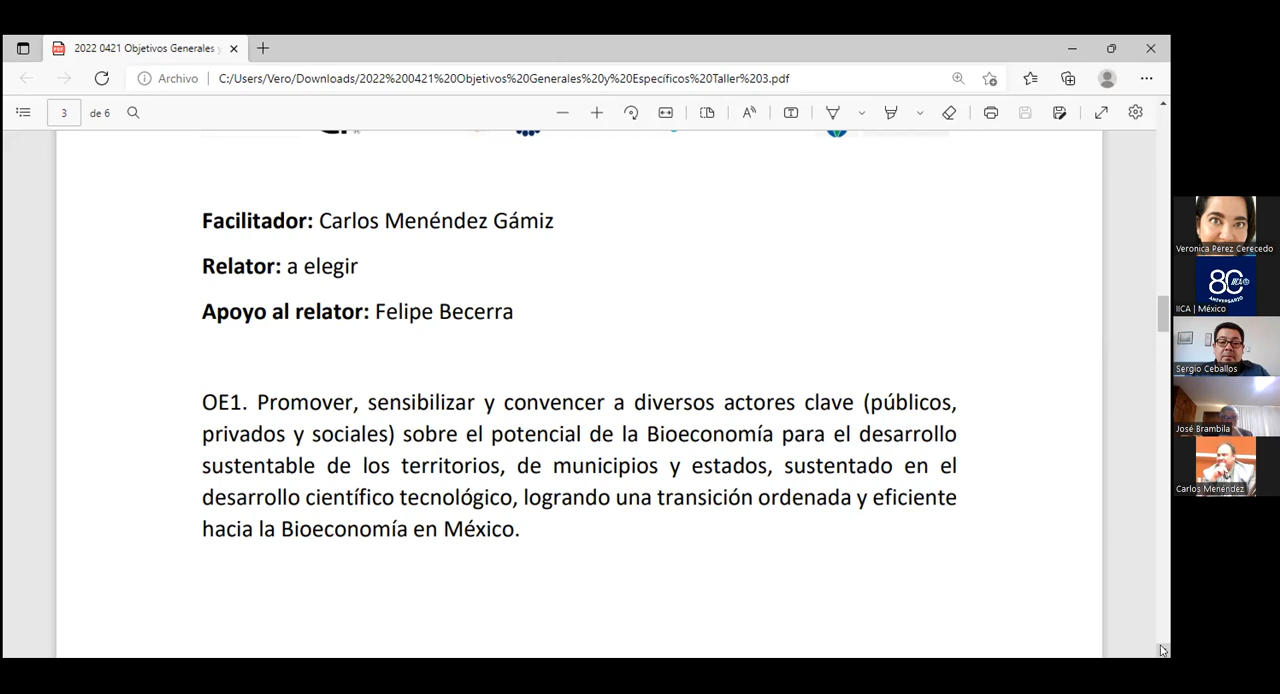 2022 0421 Objetivos Generales y
Archivo
C:/Users/Vero/Downloads/2022%200421%20Objetivos%20Generales%20y%20Específicos%20Taller%203.pdf
3 de 6
Facilitador: Carlos Menéndez Gámiz
Relator: a elegir
Apoyo al relator: Felipe Becerra
OE1. Promover, sensibilizar y convencer a diversos actores clave (públicos,
privados y sociales) sobre el potencial de la Bioeconomía para el desarrollo
sustentable de los territorios, de municipios y estados, sustentado en el
desarrollo científico tecnológico, logrando una transición ordenada y eficiente
hacia la Bioeconomía en México.
Veronica Perez Cerecedo
80 IICA
ANIVERSARIO
IICA | México
Sergio Ceballos
José Brambila
Carlos Menéndez